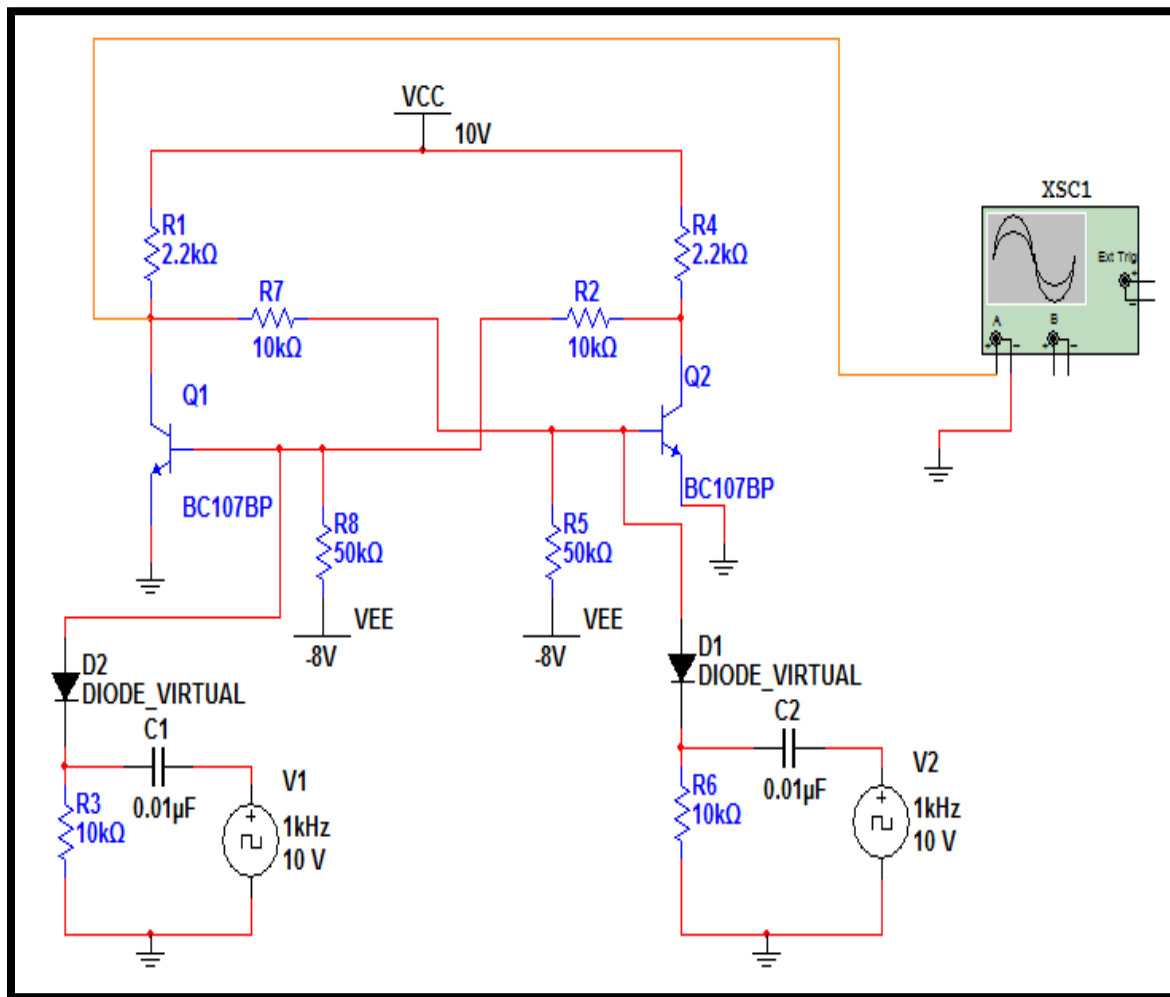 VCC
10V
XSC1
Ext Trig
+
-
A
B
+
-
+
-
R1
2.2kΩ
R4
2.2kΩ
R7
10kΩ
R2
10kΩ
Q1
Q2
BC107BP
BC107BP
R8
50kΩ
R5
50kΩ
VEE
-8V
VEE
-8V
D2
DIODE_VIRTUAL
D1
DIODE_VIRTUAL
C1
0.01µF
C2
0.01µF
R3
10kΩ
V1
+
1kHz
10 V
R6
10kΩ
V2
+
1kHz
10 V